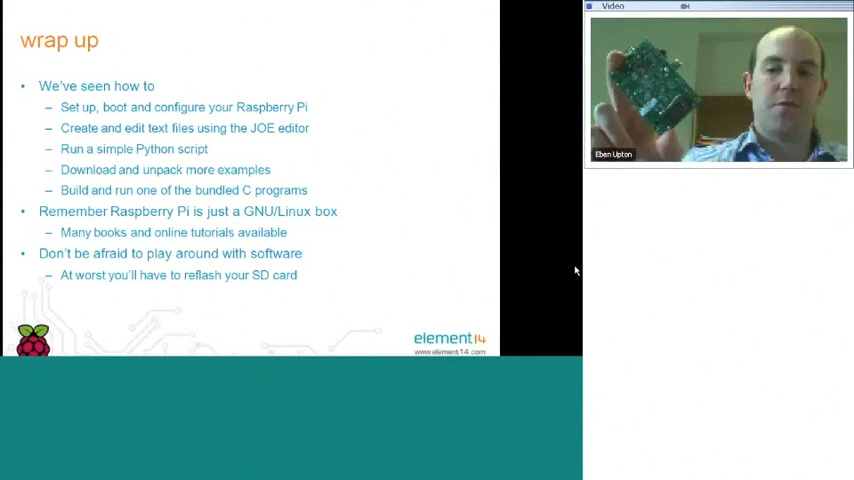 wrap up
• We've seen how to
– Set up, boot and configure your Raspberry Pi
– Create and edit text files using the JOE editor
– Run a simple Python script
– Download and unpack more examples
– Build and run one of the bundled C programs
• Remember Raspberry Pi is just a GNU/Linux box
– Many books and online tutorials available
• Don't be afraid to play around with software
– At worst you'll have to reflash your SD card
element14
www.element14.com
Video
Eben Upton